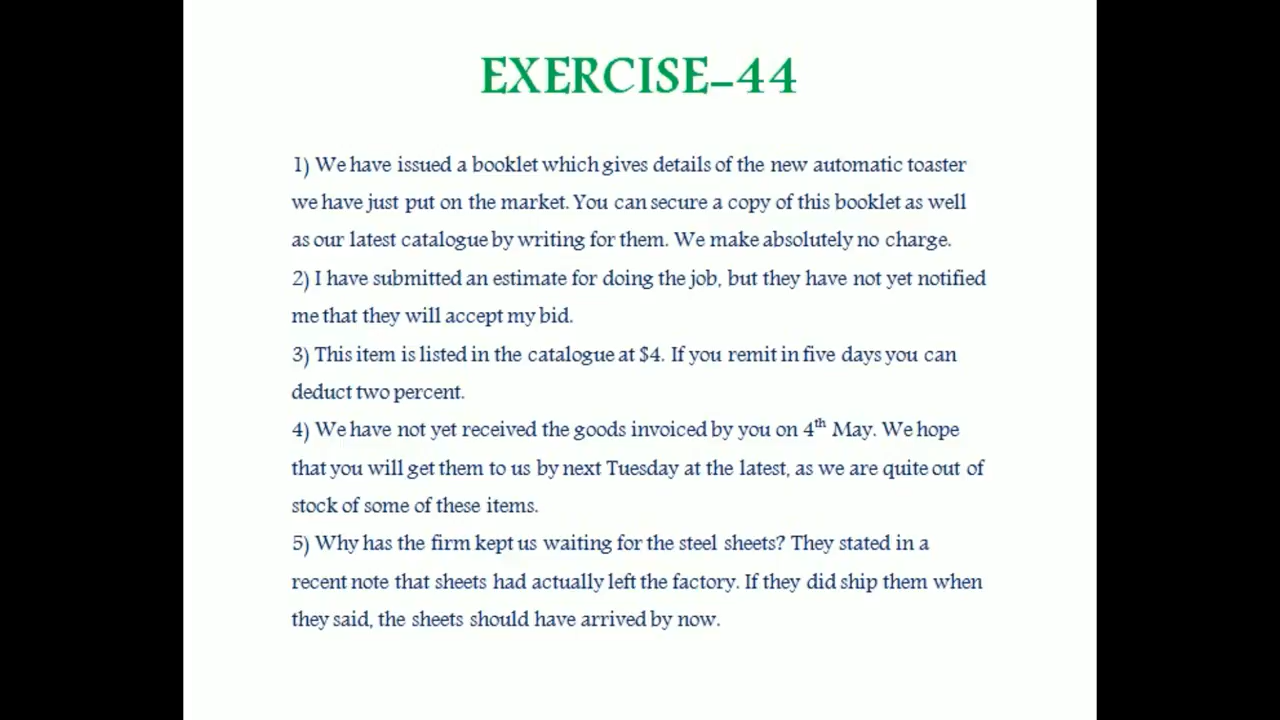 EXERCISE-44
1) We have issued a booklet which gives details of the new automatic toaster
we have just put on the market. You can secure a copy of this booklet as well
as our latest catalogue by writing for them. We make absolutely no charge.
2) I have submitted an estimate for doing the job, but they have not yet notified
me that they will accept my bid.
3) This item is listed in the catalogue at $4. If you remit in five days you can
deduct two percent.
4) We have not yet received the goods invoiced by you on 4th May. We hope
that you will get them to us by next Tuesday at the latest, as we are quite out of
stock of some of these items.
5) Why has the firm kept us waiting for the steel sheets? They stated in a
recent note that sheets had actually left the factory. If they did ship them when
they said, the sheets should have arrived by now.